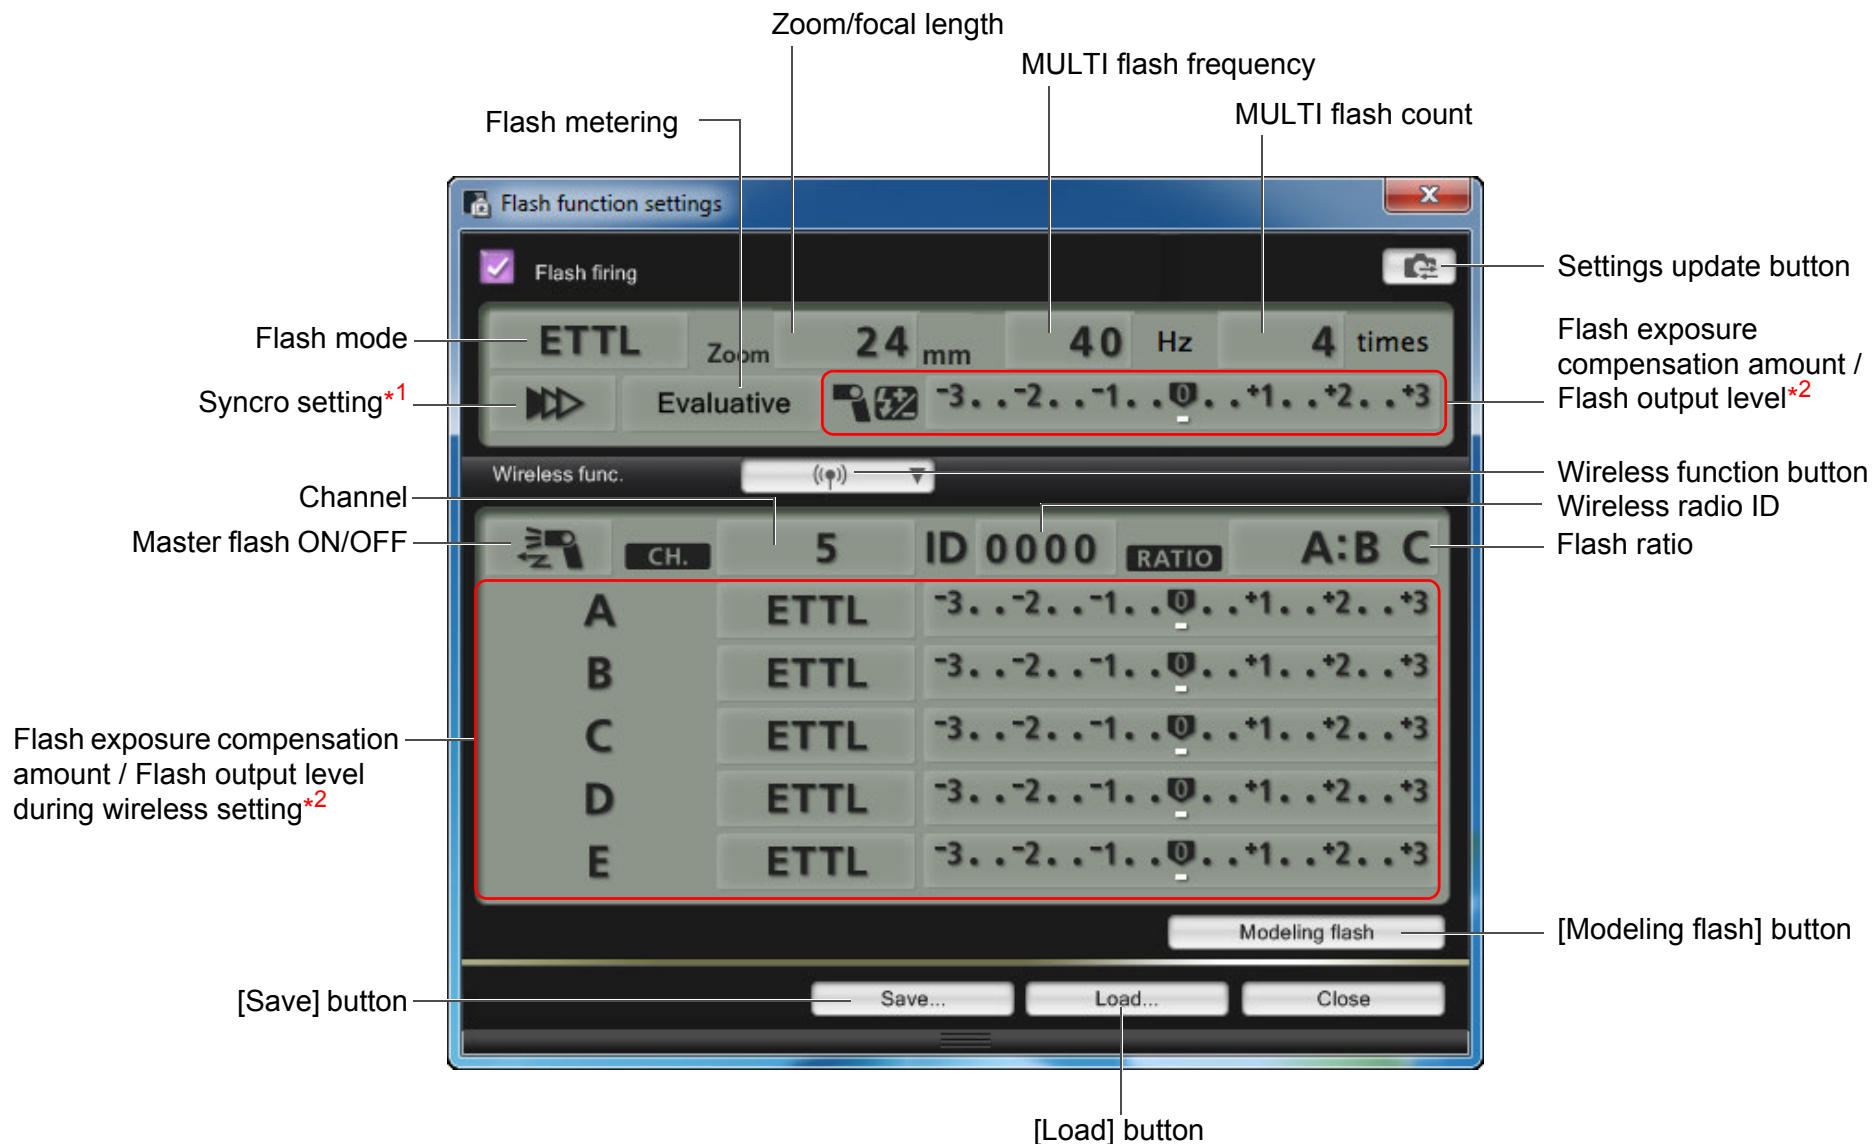 Zoom/focal length
MULTI flash frequency
MULTI flash count
Flash metering
Flash function settings
x
Flash firing
Settings update button
Flash mode
ETTL
Zoom
24 mm
40 Hz
4 times
Flash exposure
compensation amount /
Flash output level*2
Syncro setting*1
Evaluative
-3..-2..-1..0..+1..+2..+3
Wireless func.
Wireless function button
Channel
Wireless radio ID
Master flash ON/OFF
CH.
5
ID 0000
RATIO
A:B C
Flash ratio
A ETTL -3..-2..-1..0..+1..+2..+3
B ETTL -3..-2..-1..0..+1..+2..+3
C ETTL -3..-2..-1..0..+1..+2..+3
D ETTL -3..-2..-1..0..+1..+2..+3
E ETTL -3..-2..-1..0..+1..+2..+3
Flash exposure compensation
amount / Flash output level
during wireless setting*2
Modeling flash
[Modeling flash] button
[Save] button
Save...
Load...
Close
[Load] button